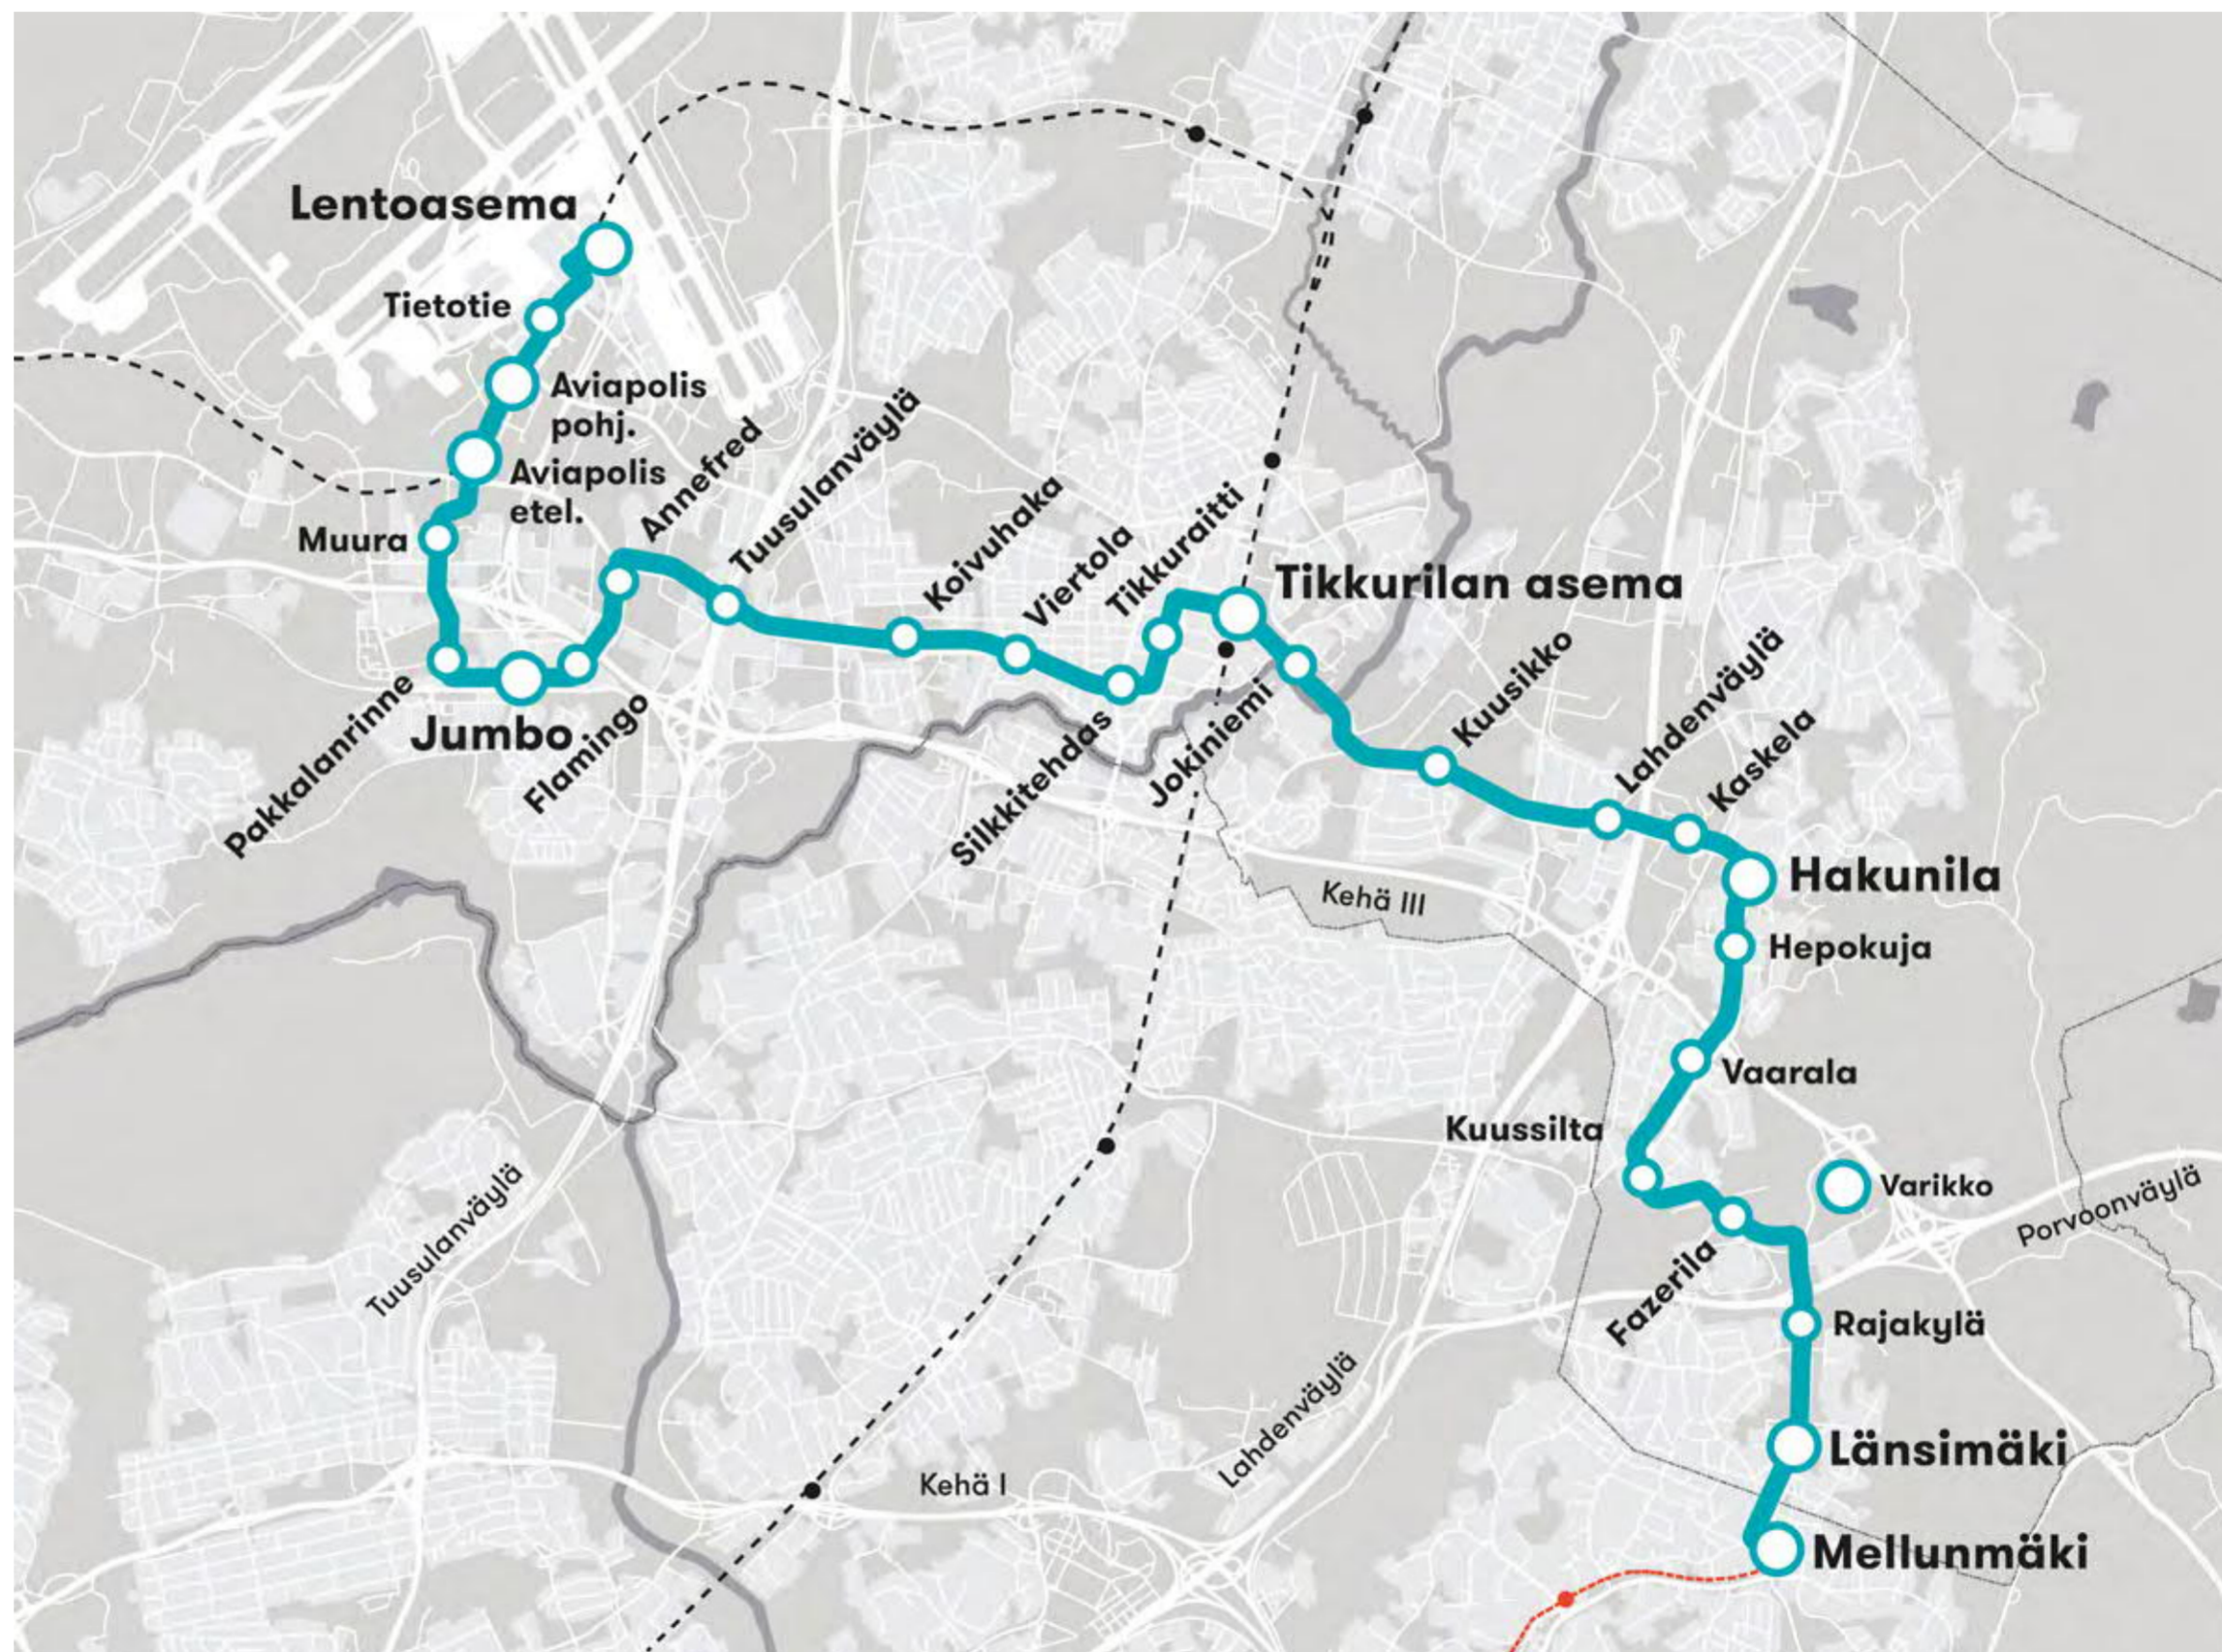 Lentoasema
Tietotie
Aviapolis
pohj.
Aviapolis
etel.
Muura
Pakkalanrinne
Jumbo
Flamingo
Annefred
Tuusulanväylä
Koivuhaka
Viertola
Silkkitehdas
Tikkuraitti
Tikkurilan asema
Jokiniemi
Kuusikko
Lahdenväylä
Kaskela
Hakunila
Hepokuja
Vaarala
Kuussilta
Fazerila
Varikko
Rajakylä
Länsimäki
Mellunmäki
Kehä III
Porvoonväylä
Tuusulanväylä
Lahdenväylä
Kehä I